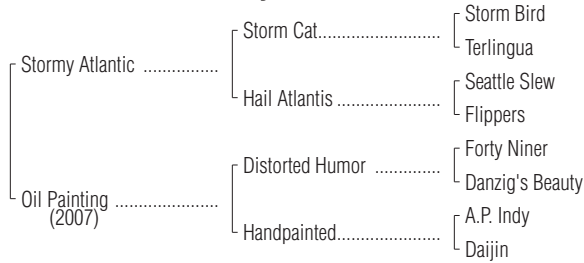 Storm Bird
Storm Cat....................
Terlingua
Stormy Atlantic ................
Seattle Slew
Hail Atlantis ......................
Flippers
Forty Niner
Distorted Humor ..............
Danzig's Beauty
Oil Painting ......................
(2007)
A.P. Indy
Handpainted......................
Daijin